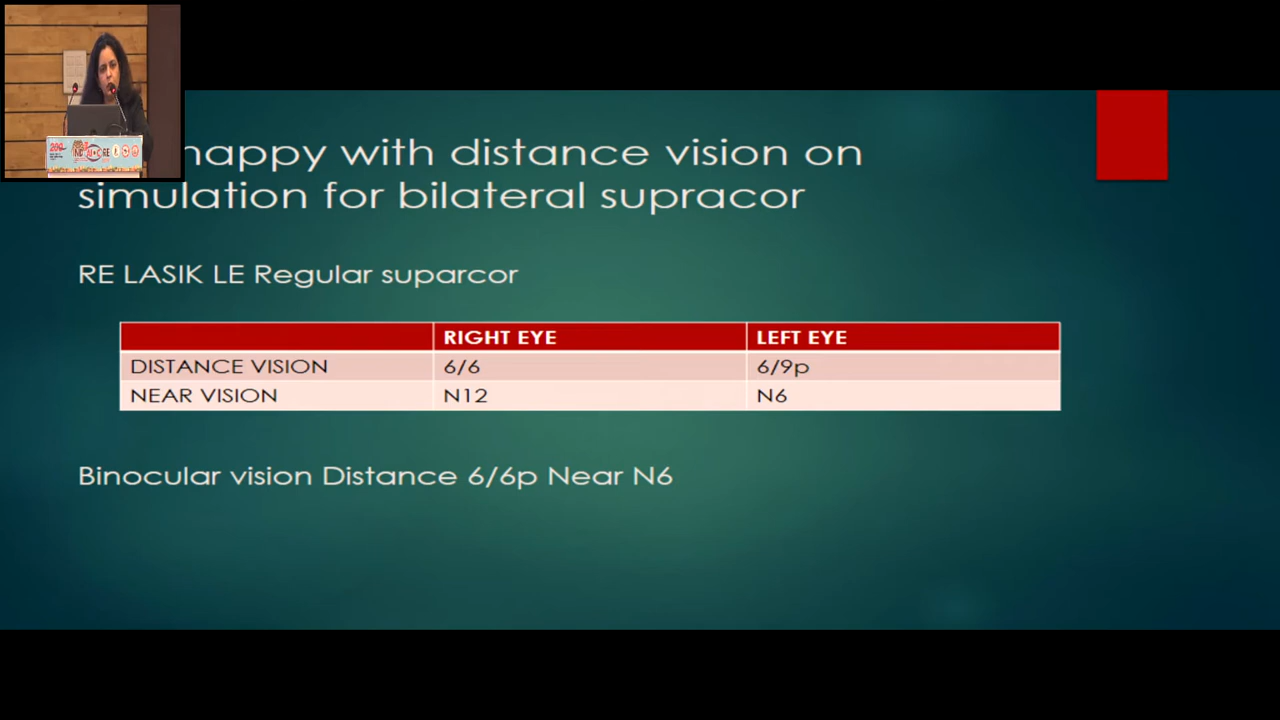 happy with distance vision on
simulation for bilateral supracor
RE LASIK LE Regular suparcor
RIGHT EYE LEFT EYE
DISTANCE VISION 6/6 6/9p
NEAR VISION N12 N6
Binocular vision Distance 6/6p Near N6